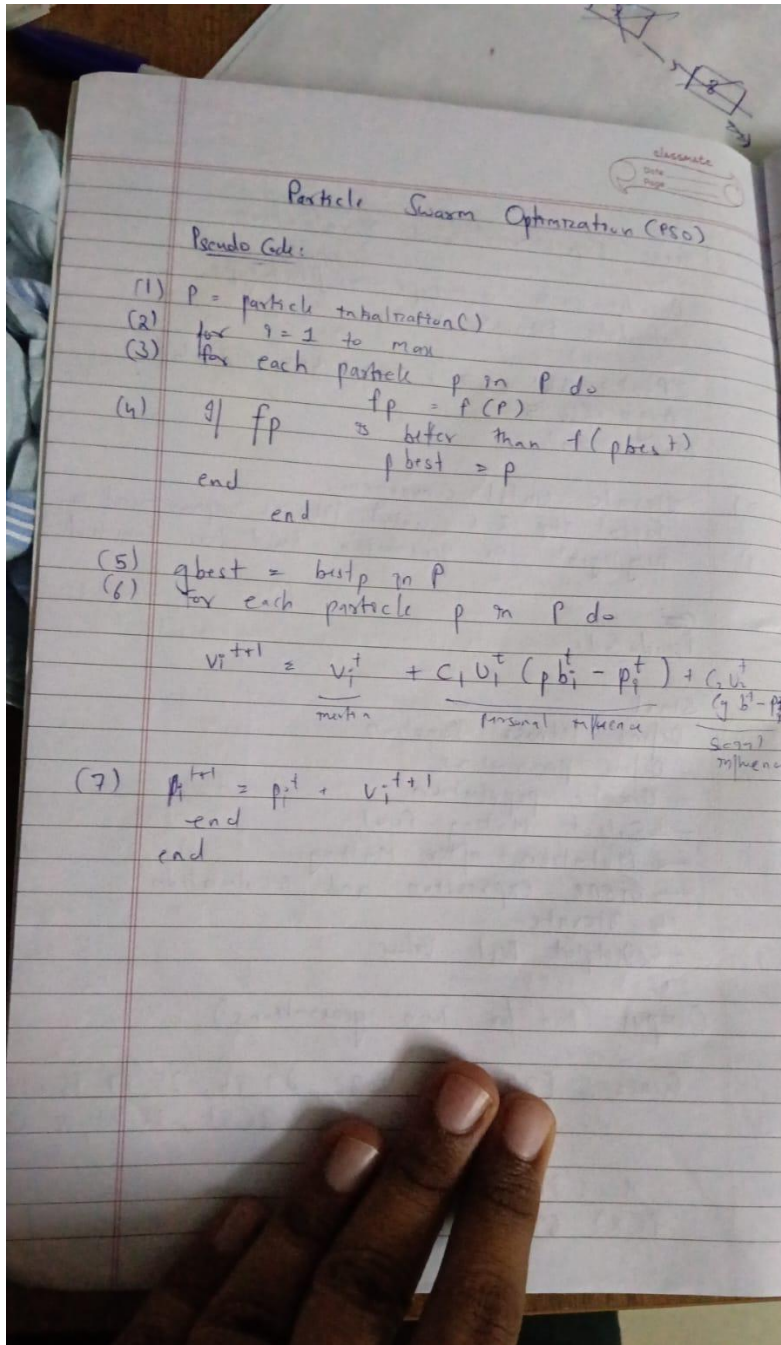 classmate
Date
Page
Particle Swarm Optimization (PSO)
Pseudo Code:
(1) P = particle initialization()
(2) for i = 1 to max
(3) for each particle p in P do
fp = f(P)
(4) If fp is better than f(pbest)
pbest = p
end
end
(5) gbest = best p in P
(6) for each particle p in P do
vi^t+1 = vi^t + C1 Ui^t (pbi^t - pi^t) + C2 Ui^t
(gb^t - pi
inertia personal influence social
influence
(7) pi^t+1 = pi^t + vi^t+1
end
end